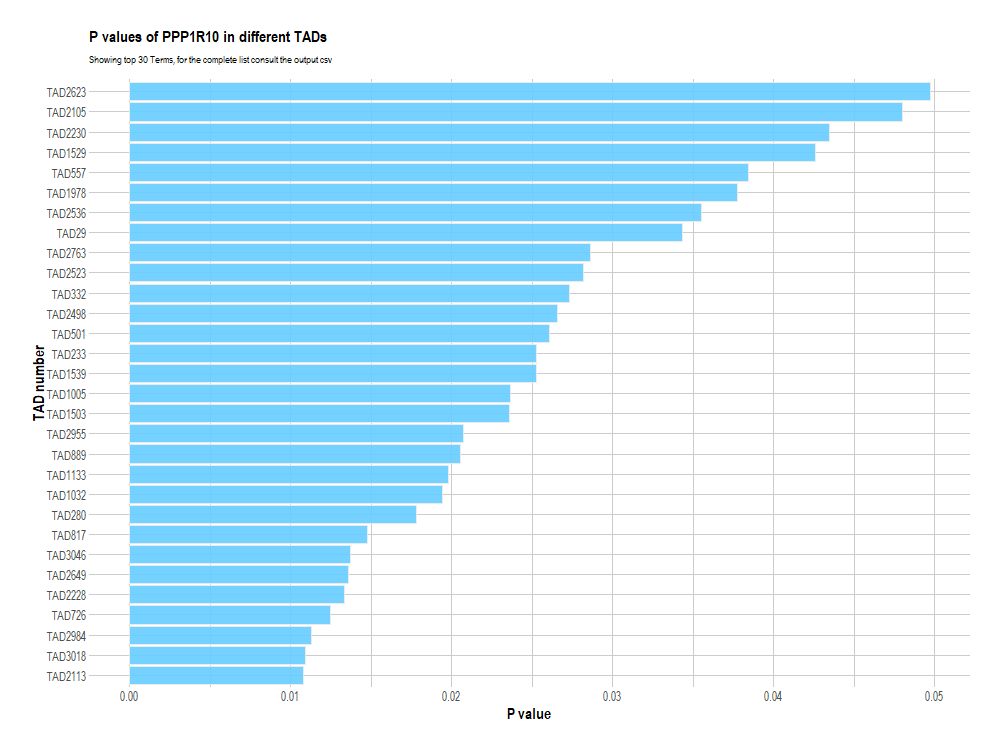 P values of PPP1R10 in different TADs
Showing top 30 Terms, for the complete list consult the output csv
TAD number
TAD2623
TAD2105
TAD2230
TAD1529
TAD557
TAD1978
TAD2536
TAD29
TAD2763
TAD2523
TAD332
TAD2498
TAD501
TAD233
TAD1539
TAD1005
TAD1503
TAD2955
TAD889
TAD1133
TAD1032
TAD280
TAD817
TAD3046
TAD2649
TAD2228
TAD726
TAD2984
TAD3018
TAD2113
0.00 0.01 0.02 0.03 0.04 0.05
P value